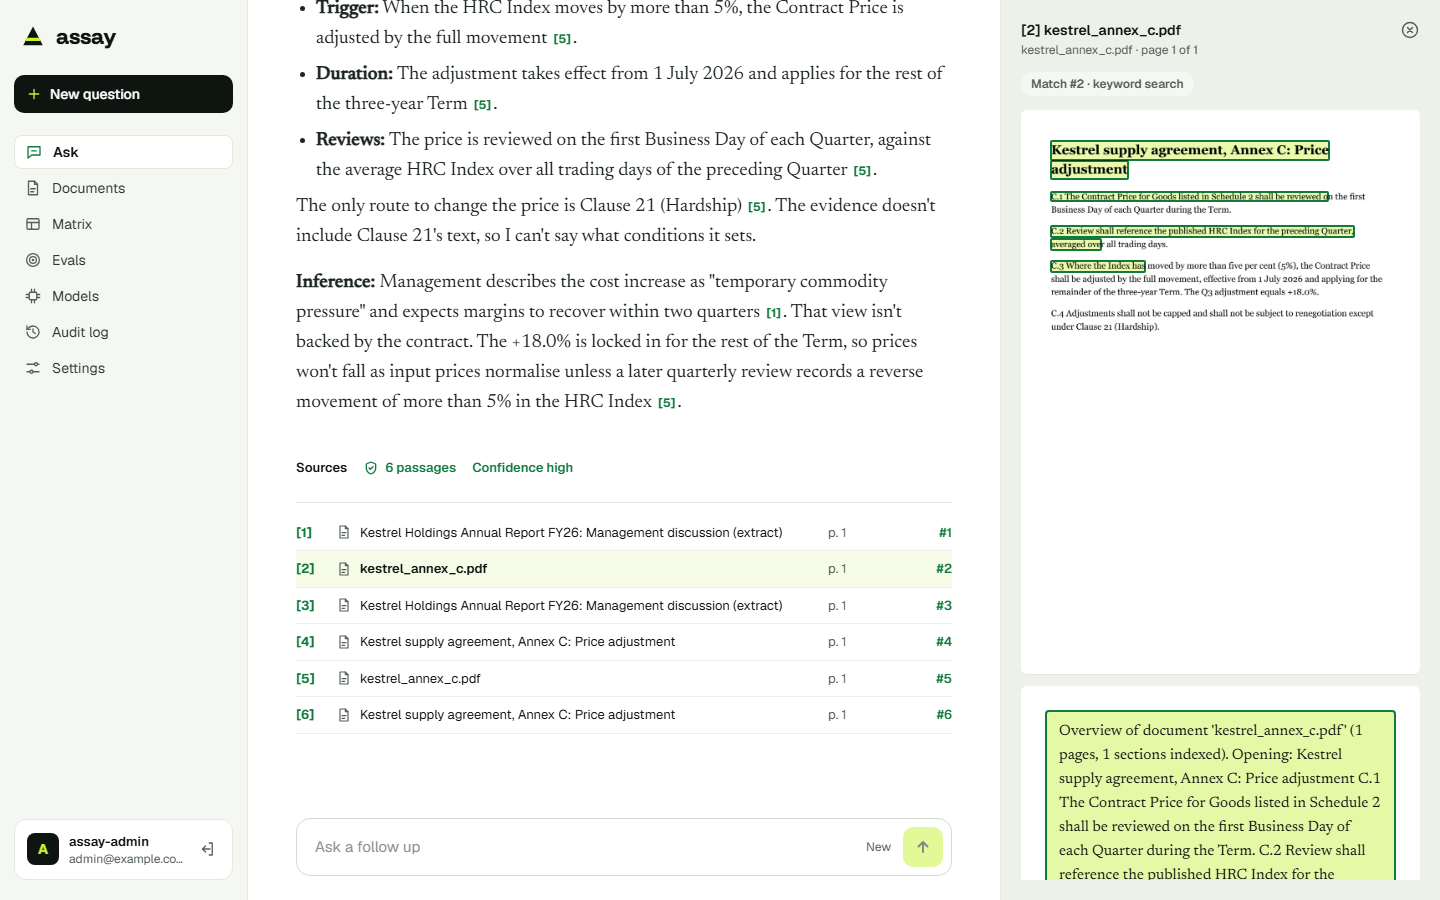 assay
+ New question
Ask
Documents
Matrix
Evals
Models
Audit log
Settings
A
assay-admin
admin@example.co...
• Trigger: When the HRC Index moves by more than 5%, the Contract Price is
adjusted by the full movement [5].
• Duration: The adjustment takes effect from 1 July 2026 and applies for the rest of
the three-year Term [5].
• Reviews: The price is reviewed on the first Business Day of each Quarter, against
the average HRC Index over all trading days of the preceding Quarter [5].
The only route to change the price is Clause 21 (Hardship) [5]. The evidence doesn't
include Clause 21's text, so I can't say what conditions it sets.
Inference: Management describes the cost increase as "temporary commodity
pressure" and expects margins to recover within two quarters [1]. That view isn't
backed by the contract. The +18.0% is locked in for the rest of the Term, so prices
won't fall as input prices normalise unless a later quarterly review records a reverse
movement of more than 5% in the HRC Index [5].
Sources 6 passages Confidence high
[1] Kestrel Holdings Annual Report FY26: Management discussion (extract) p. 1 #1
[2] kestrel_annex_c.pdf p. 1 #2
[3] Kestrel Holdings Annual Report FY26: Management discussion (extract) p. 1 #3
[4] Kestrel supply agreement, Annex C: Price adjustment p. 1 #4
[5] kestrel_annex_c.pdf p. 1 #5
[6] Kestrel supply agreement, Annex C: Price adjustment p. 1 #6
Ask a follow up New
[2] kestrel_annex_c.pdf
kestrel_annex_c.pdf · page 1 of 1
Match #2 · keyword search
Kestrel supply agreement, Annex C: Price
adjustment
C.1 The Contract Price for Goods listed in Schedule 2 shall be reviewed on the first
Business Day of each Quarter during the Term.
C.2 Review shall reference the published HRC Index for the preceding Quarter,
averaged over all trading days.
C.3 Where the Index has moved by more than five per cent (5%), the Contract Price
shall be adjusted by the full movement, effective from 1 July 2026 and applying for the
remainder of the three-year Term. The Q3 adjustment equals +18.0%.
C.4 Adjustments shall not be capped and shall not be subject to renegotiation except
under Clause 21 (Hardship).
Overview of document 'kestrel_annex_c.pdf' (1
pages, 1 sections indexed). Opening: Kestrel
supply agreement, Annex C: Price adjustment C.1
The Contract Price for Goods listed in Schedule 2
shall be reviewed on the first Business Day of
each Quarter during the Term. C.2 Review shall
reference the published HRC Index for the